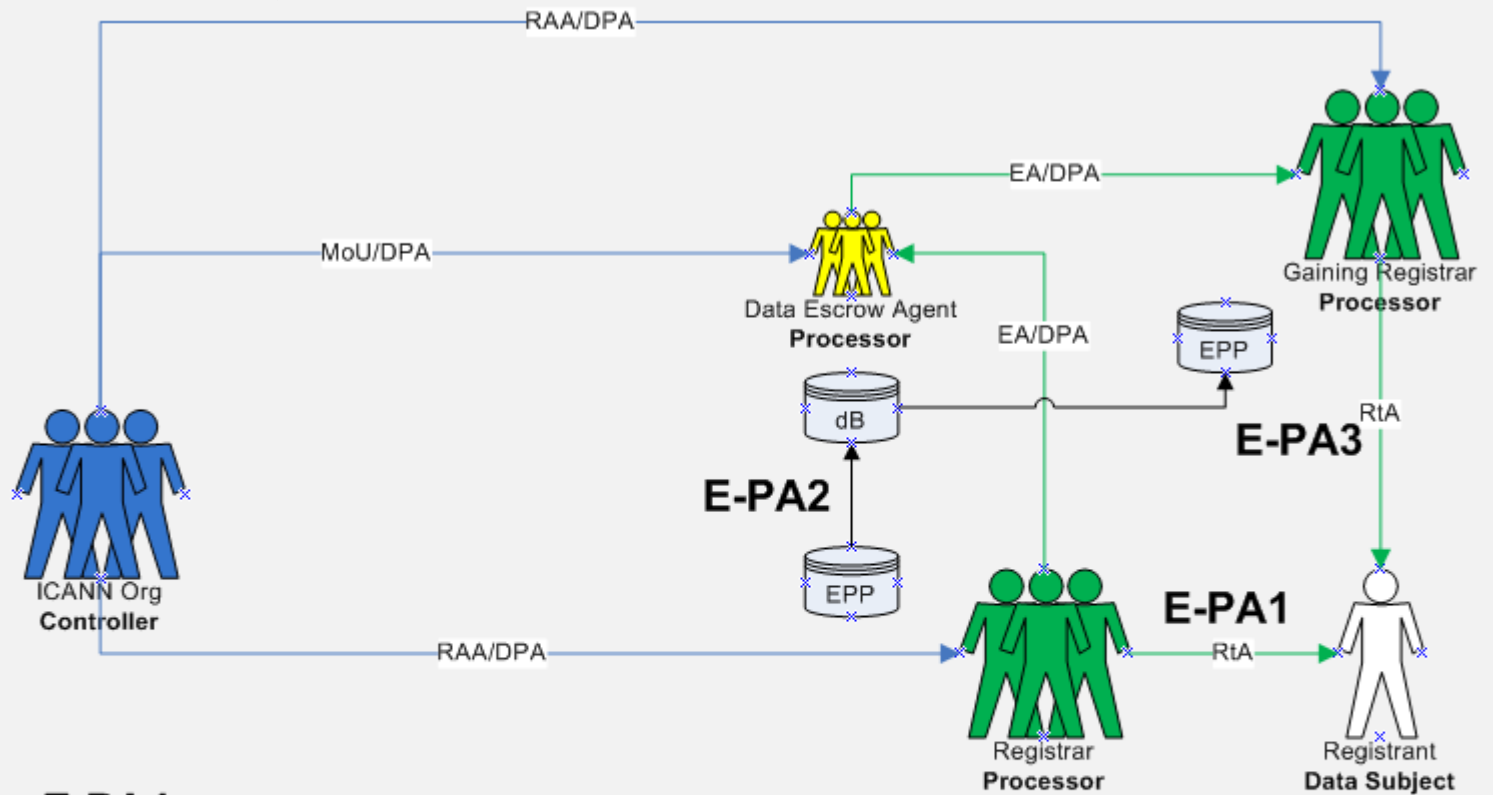 RAA/DPA
EA/DPA
MoU/DPA
Gaining Registrar
Processor
Data Escrow Agent
Processor
EA/DPA
EPP
dB
RtA
E-PA3
E-PA2
EPP
ICANN Org
Controller
E-PA1
RAA/DPA
RtA
Registrar
Processor
Registrant
Data Subject